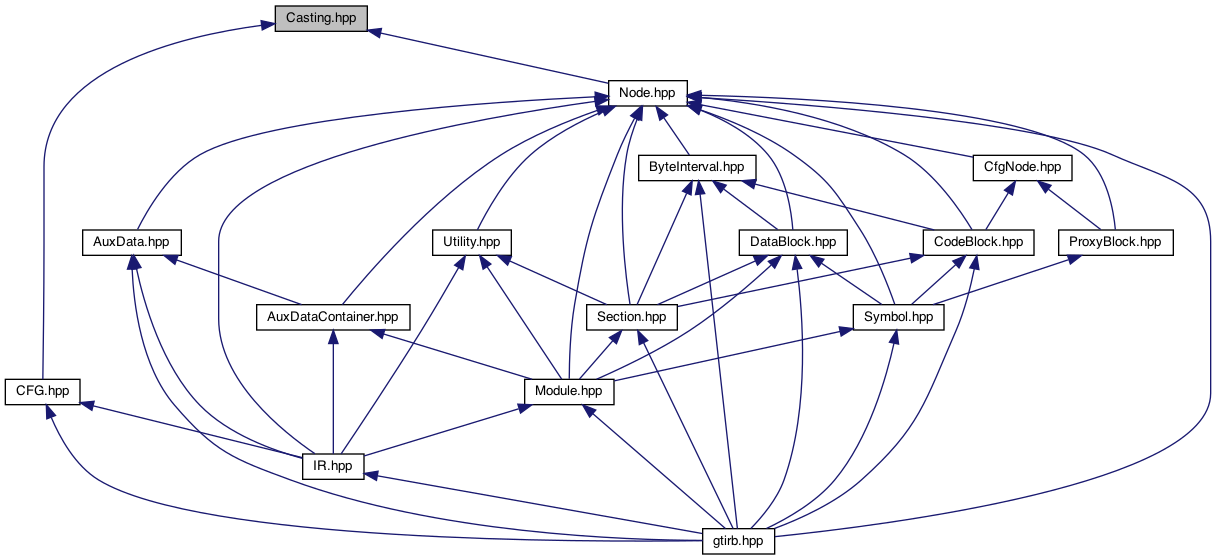 Casting.hpp
Node.hpp
ByteInterval.hpp
CfgNode.hpp
AuxData.hpp
Utility.hpp
DataBlock.hpp
CodeBlock.hpp
ProxyBlock.hpp
AuxDataContainer.hpp
Section.hpp
Symbol.hpp
CFG.hpp
Module.hpp
IR.hpp
gtirb.hpp